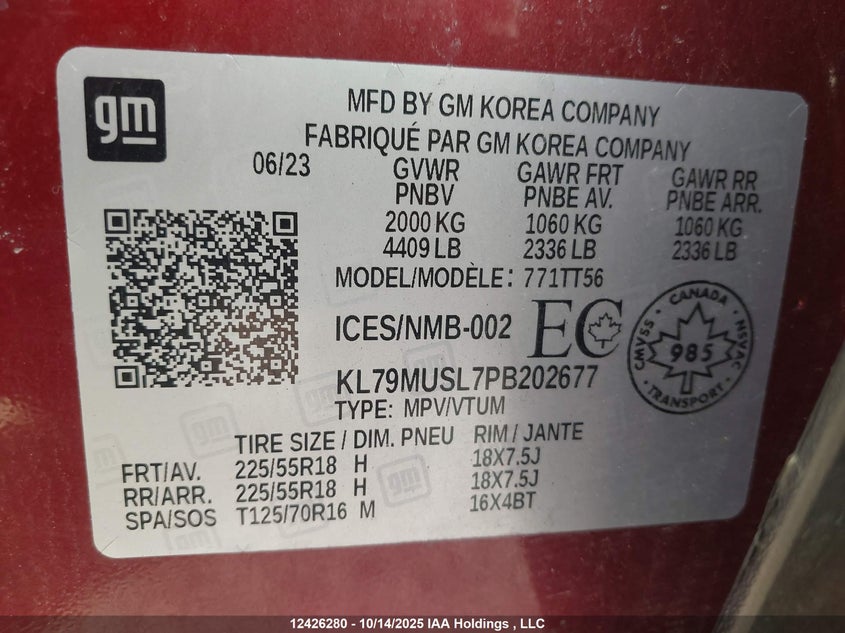 gm
MFD BY GM KOREA COMPANY
FABRIQUÉ PAR GM KOREA COMPANY
06/23 GVWR GAWR FRT GAWR RR
PNBV PNBE AV. PNBE ARR.
2000 KG 1060 KG 1060 KG
4409 LB 2336 LB 2336 LB
MODEL/MODÈLE: 771TT56
ICES/NMB-002 EC
CANADA
CMVSS 985 NSVAC
TRANSPORT
KL79MUSL7PB202677
TYPE: MPV/VTUM
TIRE SIZE / DIM. PNEU RIM / JANTE
FRT/AV. 225/55R18 H 18X7.5J
RR/ARR. 225/55R18 H 18X7.5J
SPA/SOS T125/70R16 M 16X4BT
12426280 - 10/14/2025 IAA Holdings , LLC